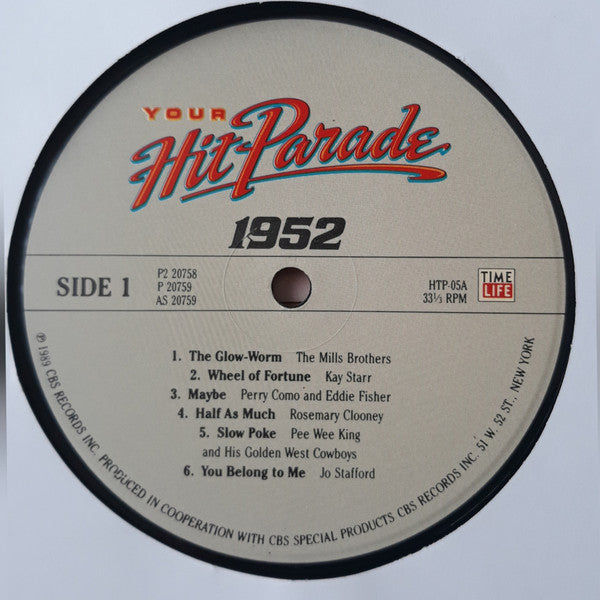 YOUR
Hit Parade
1952
SIDE 1
P2 20758
P 20759
AS 20759
HTP-05A
33⅓ RPM
TIME
LIFE
1. The Glow-Worm The Mills Brothers
2. Wheel of Fortune Kay Starr
3. Maybe Perry Como and Eddie Fisher
4. Half As Much Rosemary Clooney
5. Slow Poke Pee Wee King
and His Golden West Cowboys
6. You Belong to Me Jo Stafford
℗ 1989 CBS RECORDS INC. PRODUCED IN COOPERATION WITH CBS SPECIAL PRODUCTS CBS RECORDS INC. 51 W. 52 ST., NEW YORK